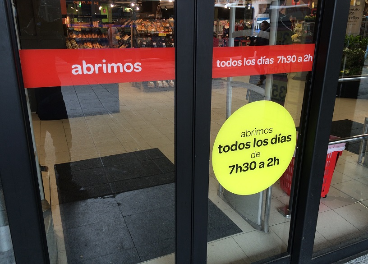 abrimos
todos los días 7h30 a 2h
abrimos
todos los días
de
7h30 a 2h